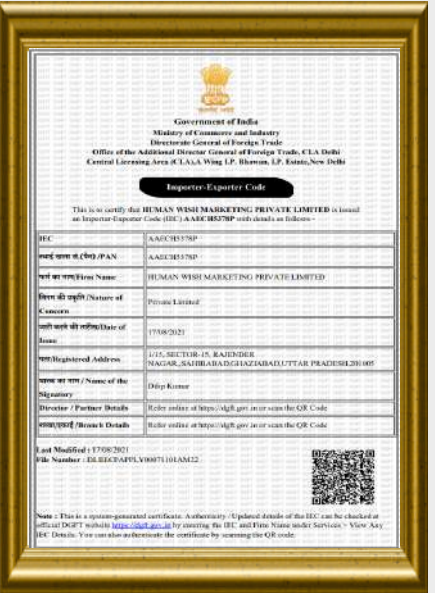 Government of India
Ministry of Commerce and Industry
Directorate General of Foreign Trade
Office of the Additional Director General of Foreign Trade, CLA Delhi
Central Licensing Area (CLA),A Wing I.P. Bhawan, I.P. Estate,New Delhi
Importer-Exporter Code
This is to certify that HUMAN WISH MARKETING PRIVATE LIMITED is issued
an Importer-Exporter Code (IEC) AAECH5378P with details as follows -
IEC AAECH5378P
स्थाई खाता सं.(पैन) /PAN AAECH5378P
फर्म का नाम/Firm Name HUMAN WISH MARKETING PRIVATE LIMITED
/Nature of
Concern Private Limited
जारी करने की तारीख/Date of
Issue 17/08/2021
पता/Registered Address 1/15, SECTOR-15, RAJENDER
NAGAR,,SAHIBABAD,GHAZIABAD,UTTAR PRADESH,201005
का नाम / Name of the
Signatory Dilip Kumar
Director / Partner Details Refer online at https://dgft.gov.in or scan the QR Code
/Branch Details Refer online at https://dgft.gov.in or scan the QR Code
Last Modified : 17/08/2021
File Number :
Note : This is a system-generated certificate. Authenticity / Updated details of the IEC can be checked at
official DGFT website https://dgft.gov.in by entering the IEC and Firm Name under Services > View Any
IEC Details. You can also authenticate the certificate by scanning the QR code.